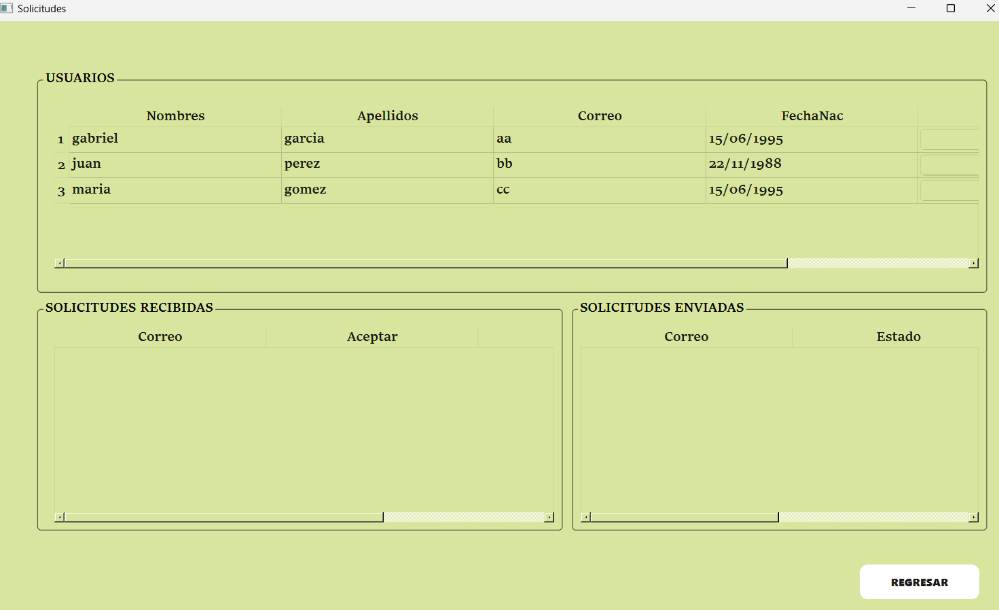 Solicitudes
USUARIOS
Nombres Apellidos Correo FechaNac
1 gabriel garcia aa 15/06/1995
2 juan perez bb 22/11/1988
3 maria gomez cc 15/06/1995
SOLICITUDES RECIBIDAS
Correo Aceptar
SOLICITUDES ENVIADAS
Correo Estado
REGRESAR